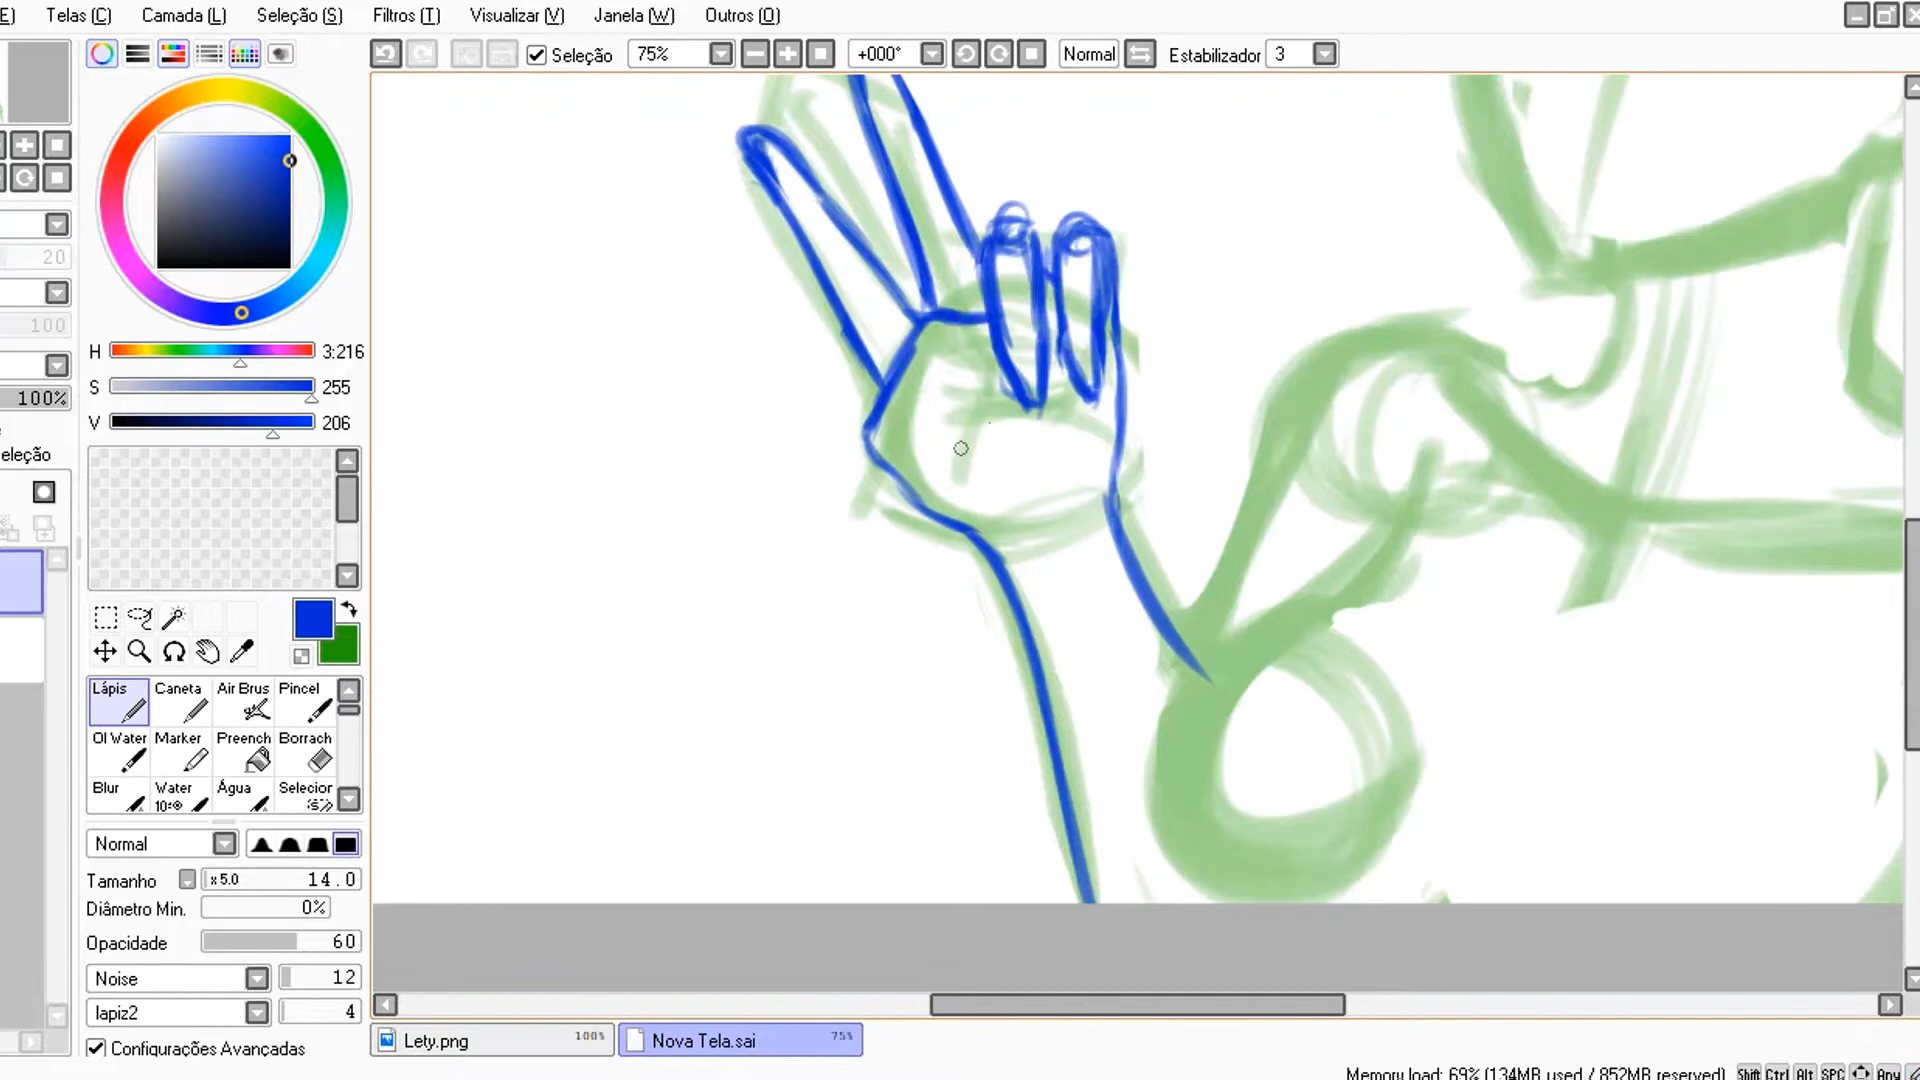 E) Telas (C) Camada (L) Seleção (S) Filtros (T) Visualizar (V) Janela (W) Outros (O)
Seleção 75% +000° Normal Estabilizador 3
20
100
100%
eleção
H 3:216
S 255
V 206
Lápis Caneta Air Brus Pincel
Ol Water Marker Preench Borrach
Blur Water Água Selecior
10:
Normal
Tamanho x 5.0 14.0
Diâmetro Min. 0%
Opacidade 60
Noise 12
lapiz2 4
Configurações Avançadas
Lety.png 100% Nova Tela.sai 75%
Memory load: 69% (134MB used / 852MB reserved) Shift Ctrl Alt SPC Any